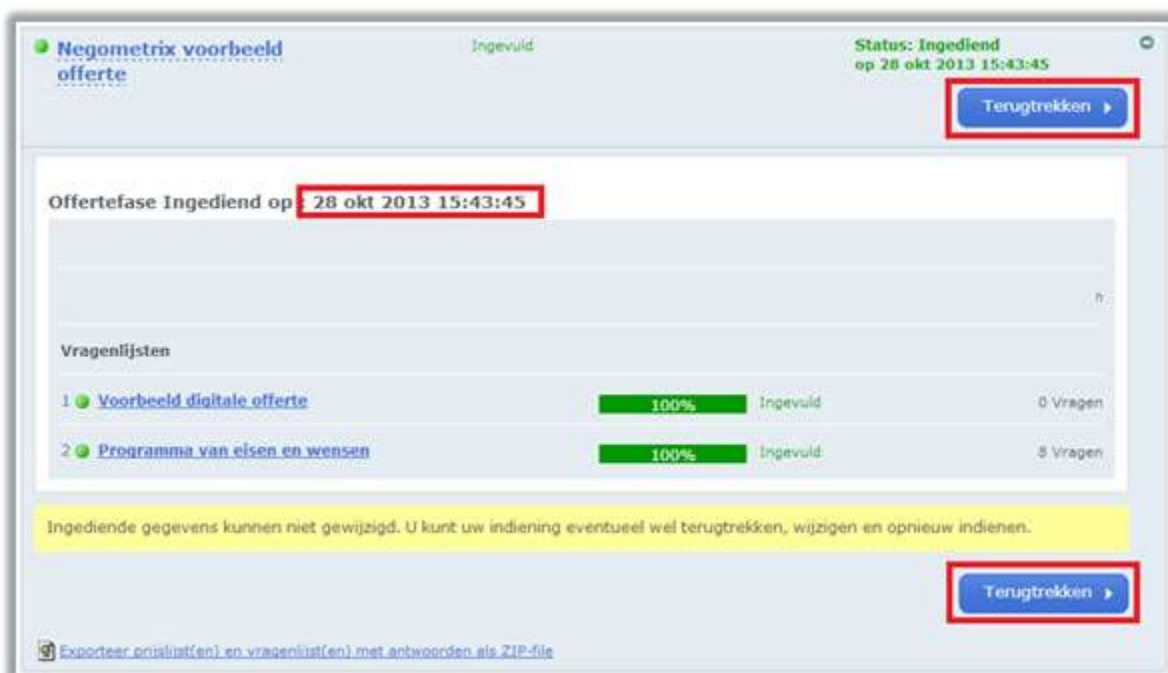 Negometrix voorbeeld Ingevuld Status: Ingediend
offerte op 28 okt 2013 15:43:45
Terugtrekken
Offertefase Ingediend op : 28 okt 2013 15:43:45
n.
Vragenlijsten
1 Voorbeeld digitale offerte 100% Ingevuld 0 Vragen
2 Programma van eisen en wensen 100% Ingevuld 8 Vragen
Ingediende gegevens kunnen niet gewijzigd. U kunt uw indiening eventueel wel terugtrekken, wijzigen en opnieuw indienen.
Terugtrekken
Exporteer prijslijst(en) en vragenlijst(en) met antwoorden als ZIP-file